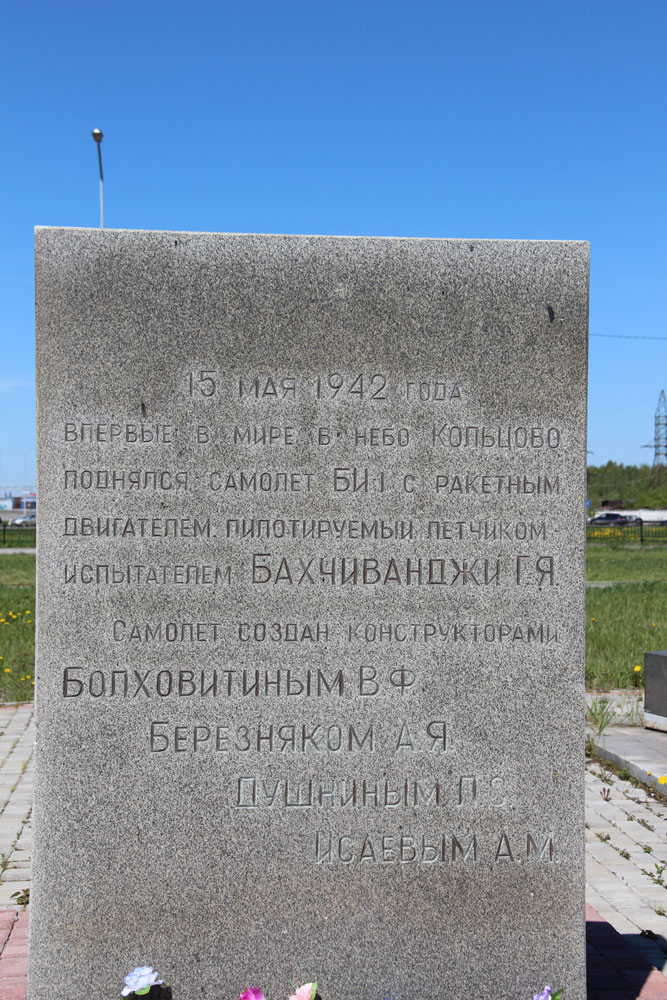 15 мая 1942 года
впервые в мире в небо Кольцово
поднялся самолет БИ-1 с ракетным
двигателем, пилотируемый летчиком-
испытателем Бахчиванджи Г.Я.
Самолет создан конструкторами
Болховитиным В.Ф.
Березняком А.Я.
Душкиным Л.С.
Исаевым А.М.